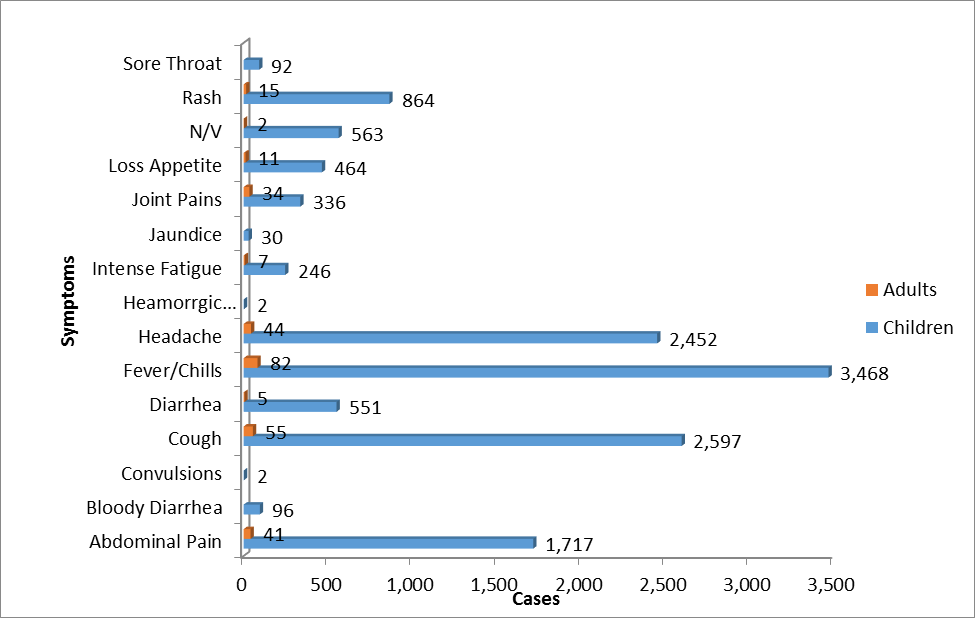 Sore Throat 92
Rash 15 864
N/V 2 563
Loss Appetite 11 464
Joint Pains 34 336
Jaundice 30
Intense Fatigue 7 246
Heamorrgic... 2
Headache 44 2,452
Fever/Chills 82 3,468
Diarrhea 5 551
Cough 55 2,597
Convulsions 2
Bloody Diarrhea 96
Abdominal Pain 41 1,717
Symptoms
0 500 1,000 1,500 2,000 2,500 3,000 3,500
Cases
Adults
Children